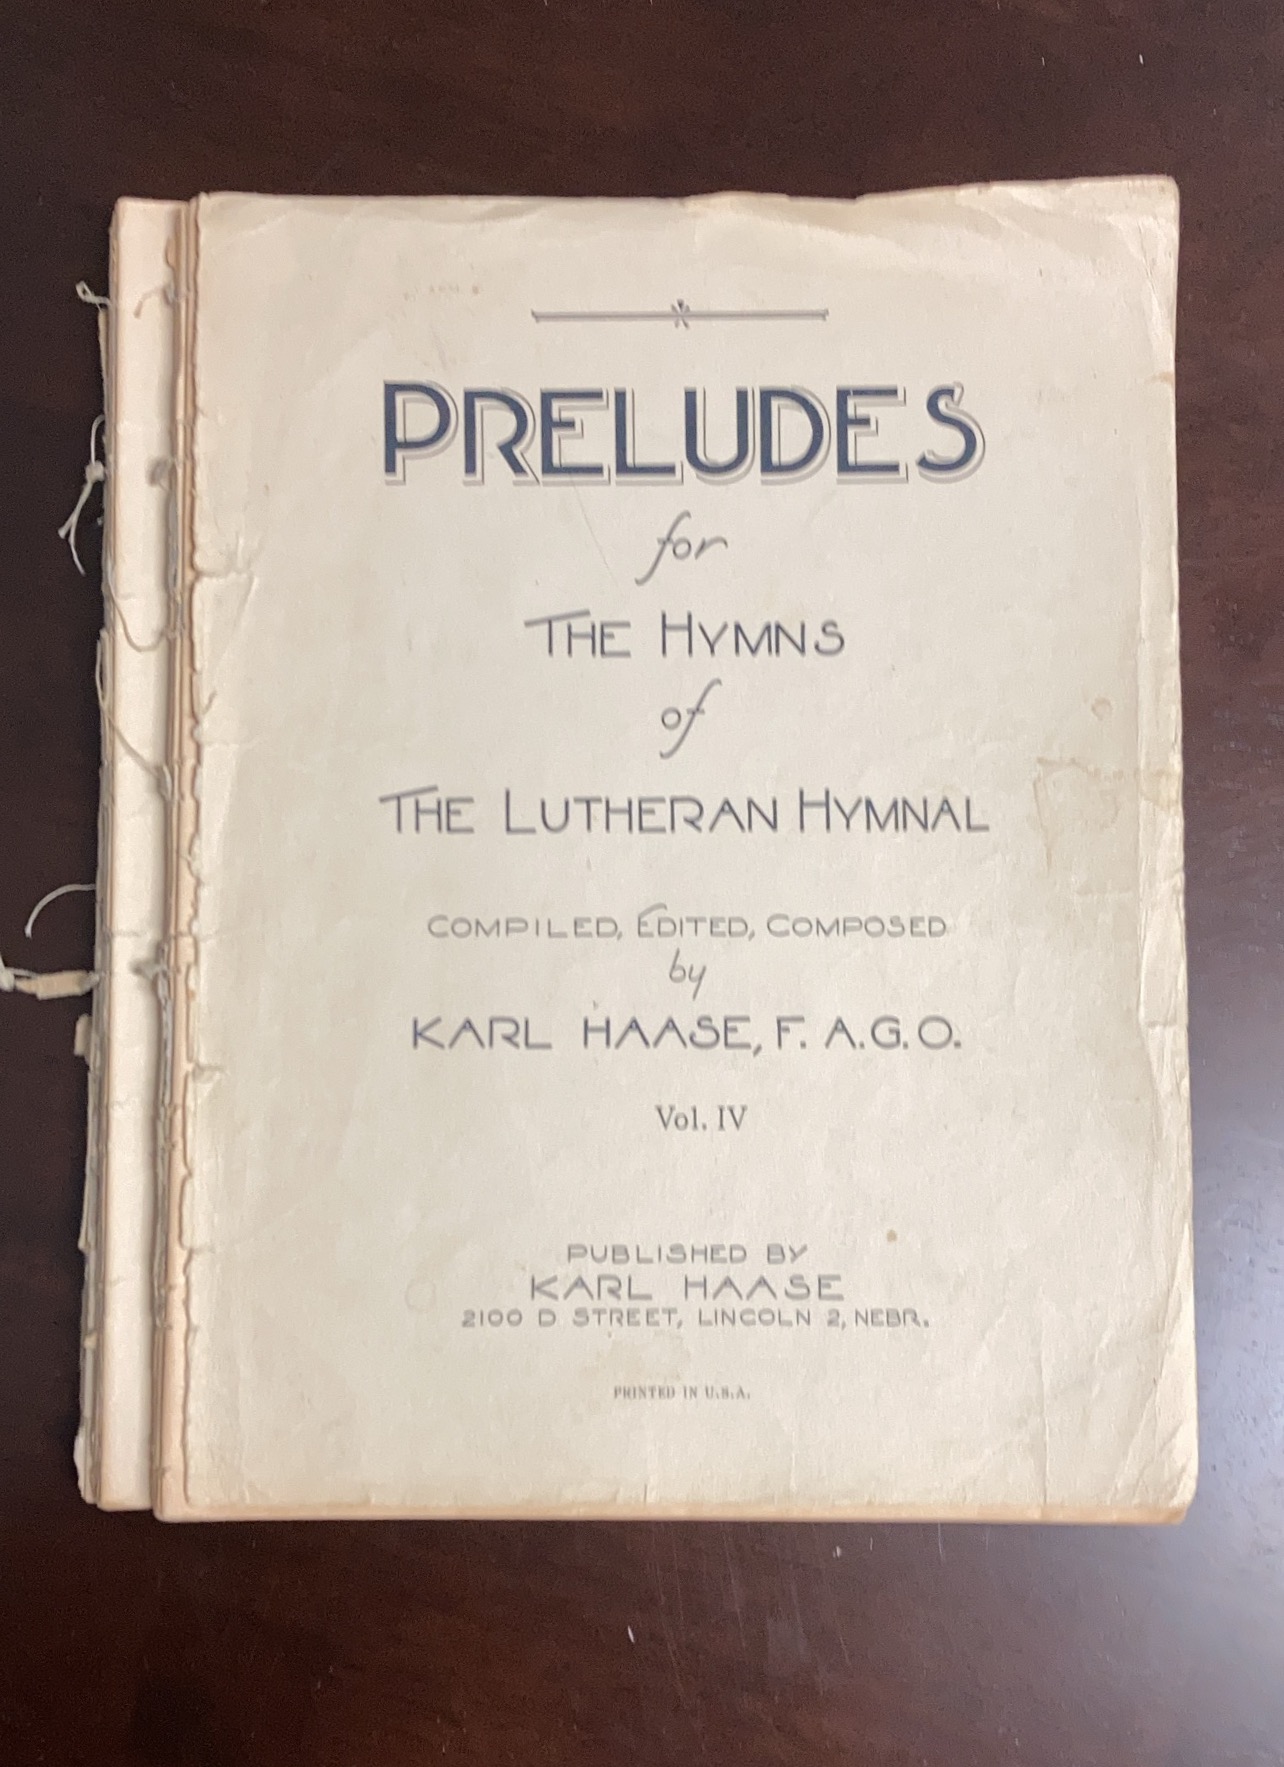 PRELUDES
for
THE HYMNS
of
THE LUTHERAN HYMNAL
COMPILED, EDITED, COMPOSED
by
KARL HAASE, F. A.G.O.
Vol. IV
PUBLISHED BY
KARL HAASE
2100 D STREET, LINCOLN 2, NEBR.
PRINTED IN U.S.A.